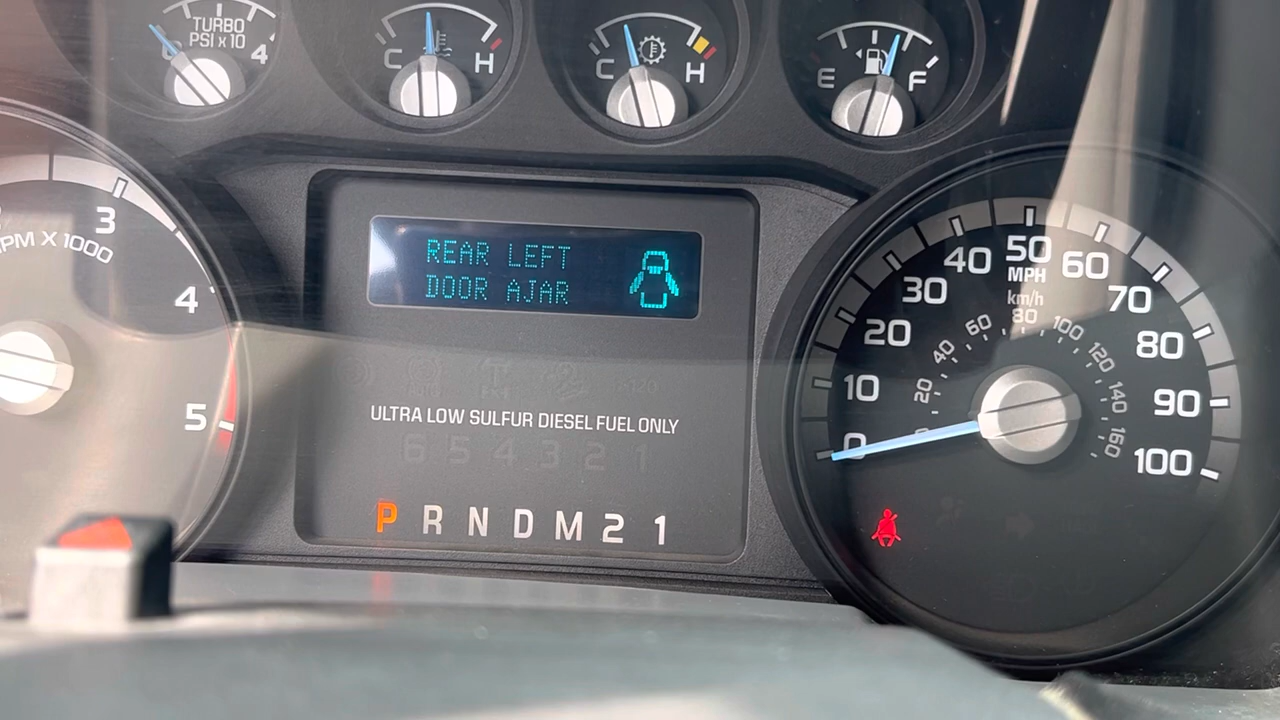 TURBO
PSI x 10
0 4
C H
C H
E F
3
PM X 1000
4
5
REAR LEFT
DOOR AJAR
ULTRA LOW SULFUR DIESEL FUEL ONLY
6 5 4 3 2 1
P R N D M 2 1
0 10 20 30 40 50 60 70 80 90 100
MPH
km/h
20 40 60 80 100 120 140 160